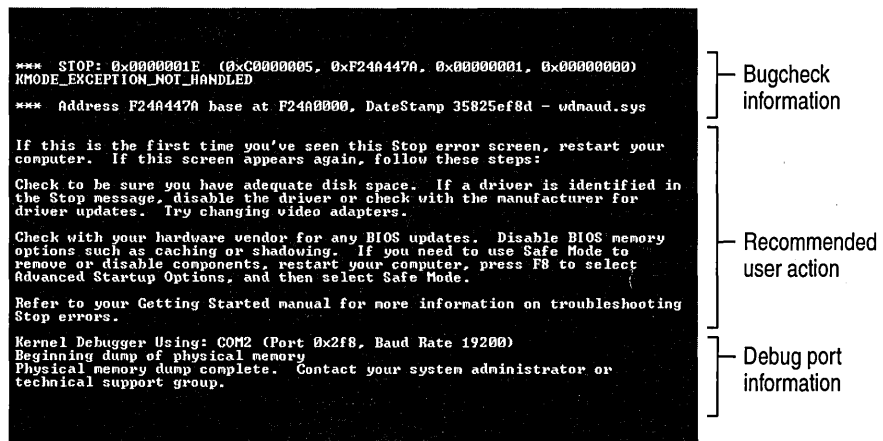 *** STOP: 0x0000001E (0xC0000005, 0xF24A447A, 0x00000001, 0x00000000)
KMODE_EXCEPTION_NOT_HANDLED
*** Address F24A447A base at F24A0000, DateStamp 35825ef8d - wdmaud.sys
Bugcheck
information
If this is the first time you've seen this Stop error screen, restart your
computer. If this screen appears again, follow these steps:
Check to be sure you have adequate disk space. If a driver is identified in
the Stop message, disable the driver or check with the manufacturer for
driver updates. Try changing video adapters.
Check with your hardware vendor for any BIOS updates. Disable BIOS memory
options such as caching or shadowing. If you need to use Safe Mode to
remove or disable components, restart your computer, press F8 to select
Advanced Startup Options, and then select Safe Mode.
Refer to your Getting Started manual for more information on troubleshooting
Stop errors.
Recommended
user action
Kernel Debugger Using: COM2 (Port 0x2f8, Baud Rate 19200)
Beginning dump of physical memory
Physical memory dump complete. Contact your system administrator or
technical support group.
Debug port
information